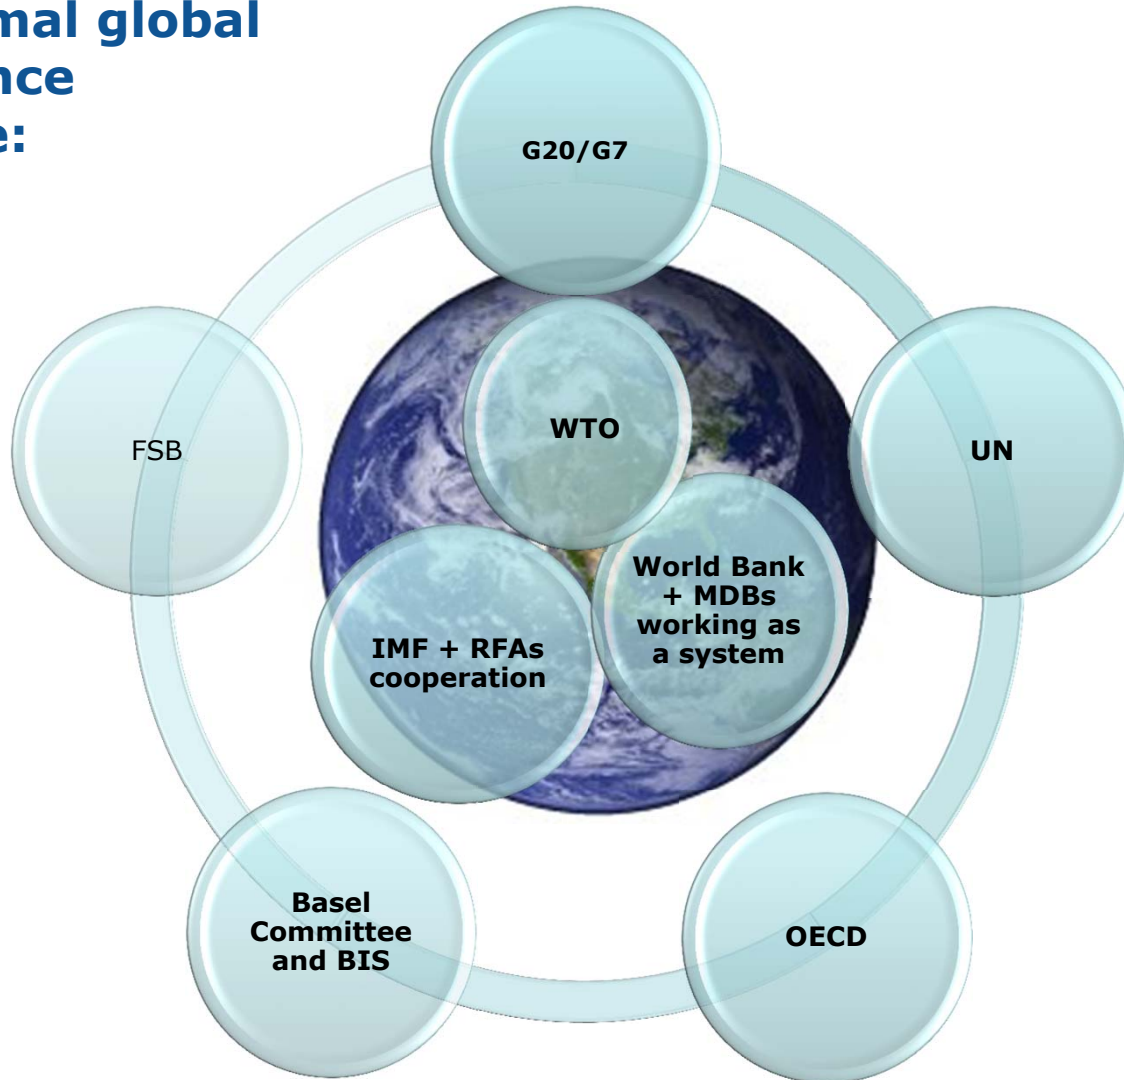 mal global
nce
e:
G20/G7
WTO
FSB
UN
World Bank
+ MDBs
working as
a system
IMF + RFAs
cooperation
Basel
Committee
and BIS
OECD